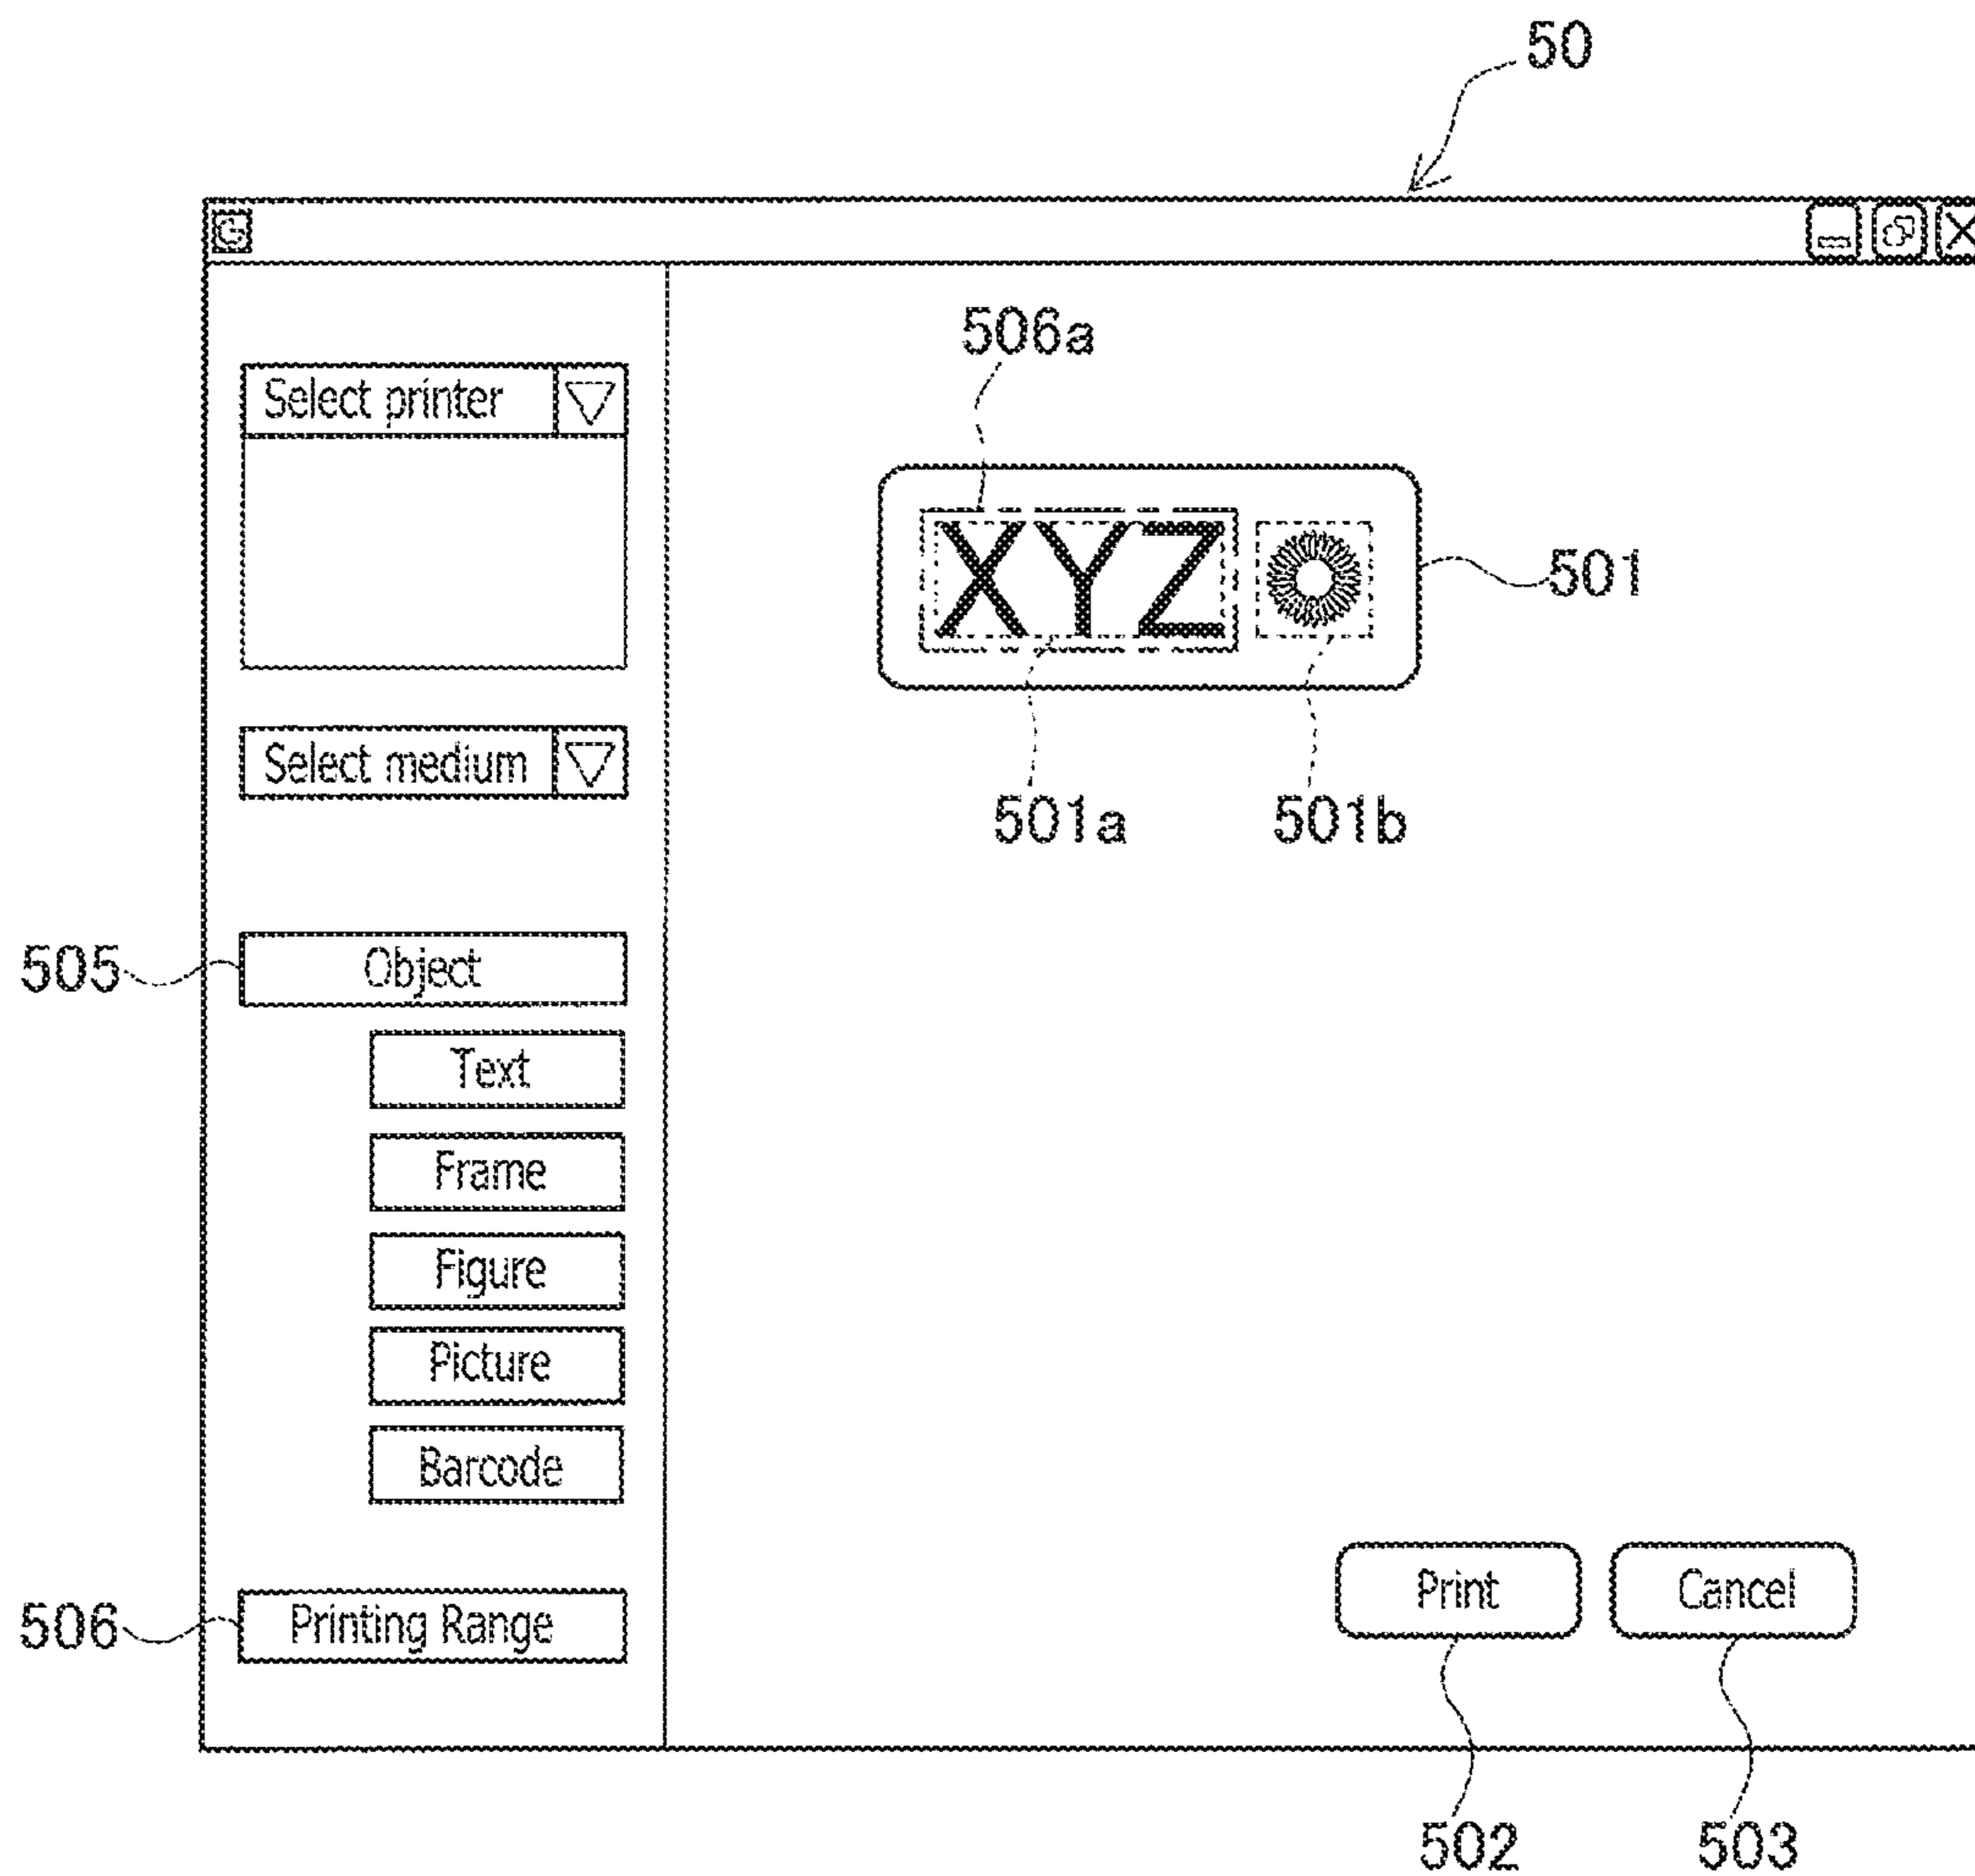 50
G
506a
Select printer
XYZ
501
Select medium
501a
501b
505
Object
Text
Frame
Figure
Picture
Barcode
Print
Cancel
506
Printing Range
502
503